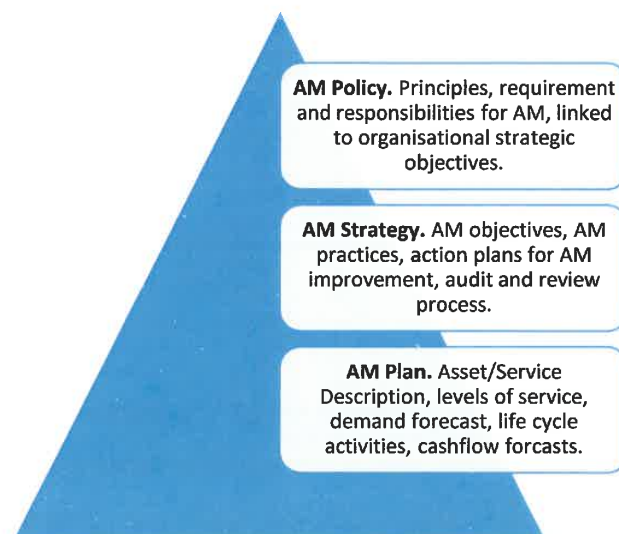 AM Policy. Principles, requirement
and responsibilities for AM, linked
to organisational strategic
objectives.
AM Strategy. AM objectives, AM
practices, action plans for AM
improvement, audit and review
process.
AM Plan. Asset/Service
Description, levels of service,
demand forecast, life cycle
activities, cashflow forcasts.